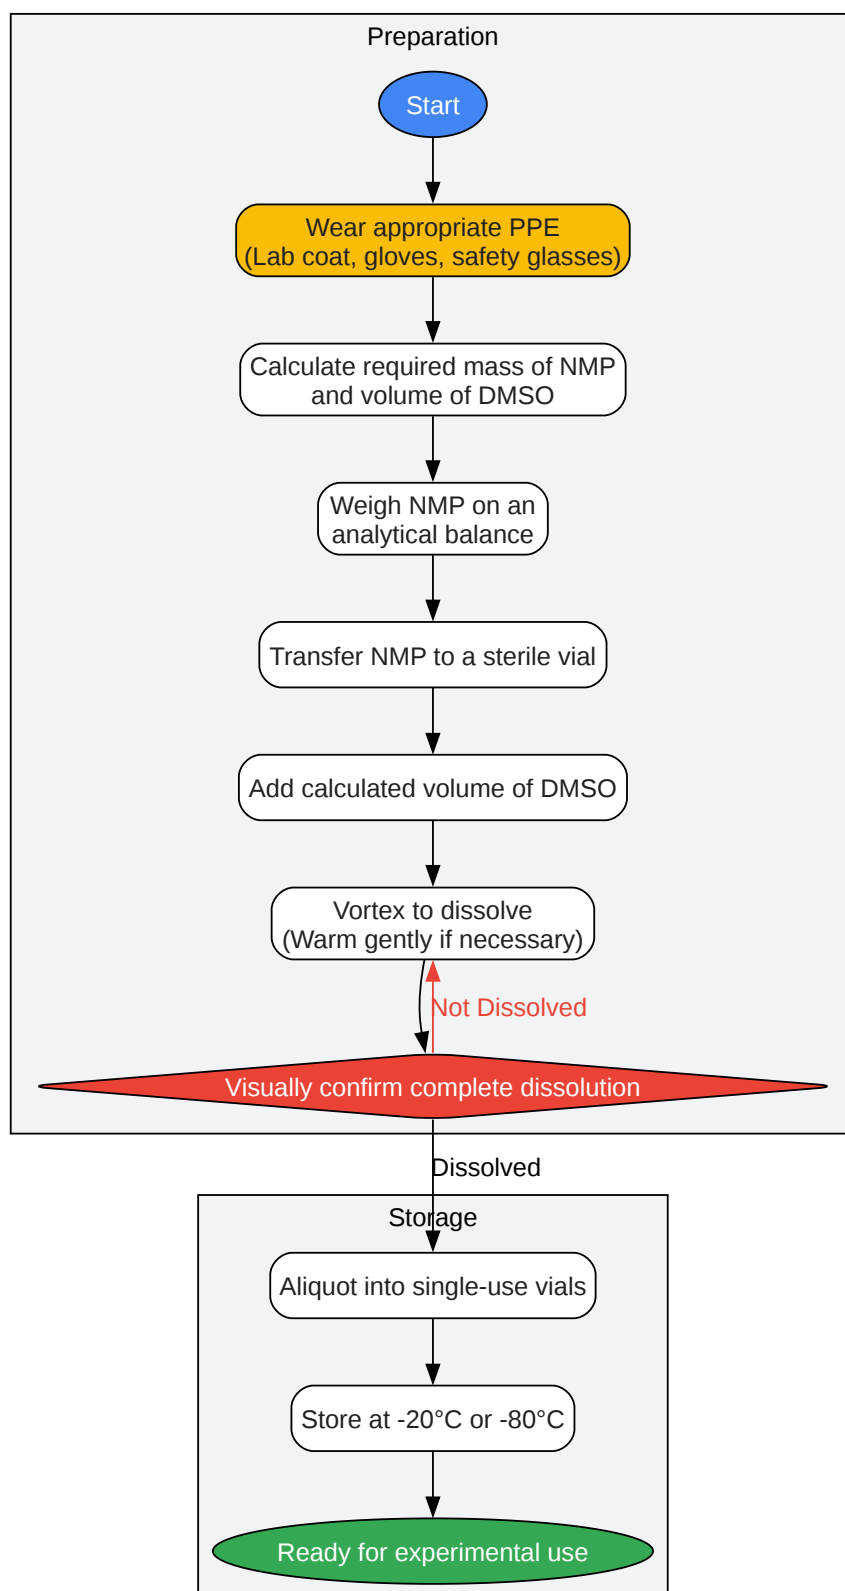 Preparation
Start
Wear appropriate PPE
(Lab coat, gloves, safety glasses)
Calculate required mass of NMP
and volume of DMSO
Weigh NMP on an
analytical balance
Transfer NMP to a sterile vial
Add calculated volume of DMSO
Vortex to dissolve
(Warm gently if necessary)
Not Dissolved
Visually confirm complete dissolution
Dissolved
Storage
Aliquot into single-use vials
Store at -20°C or -80°C
Ready for experimental use